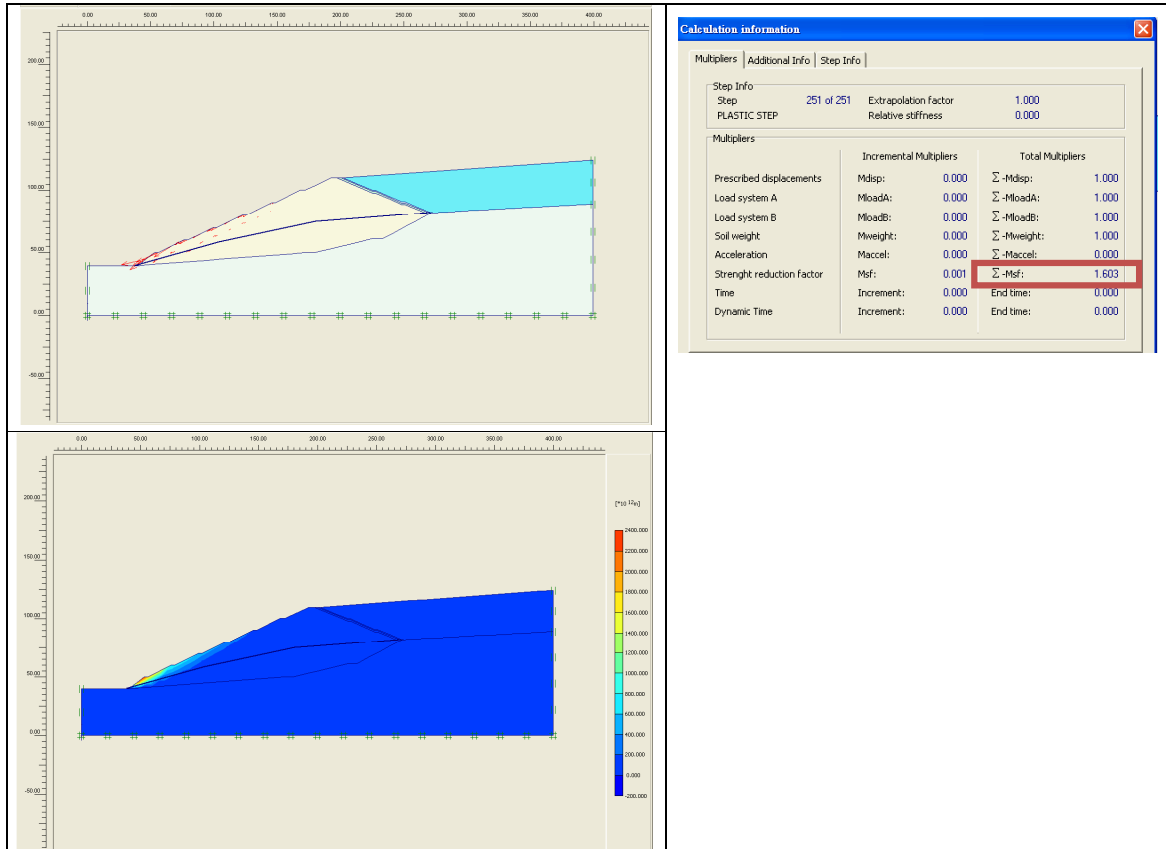 0.00 50.00 100.00 150.00 200.00 250.00 300.00 350.00 400.00
200.00
150.00
100.00
50.00
0.00
-50.00
Calculation information
Multipliers Additional Info Step Info
Step Info
Step 251 of 251 Extrapolation factor 1.000
PLASTIC STEP Relative stiffness 0.000
Multipliers
Incremental Multipliers Total Multipliers
Prescribed displacements Mdisp: 0.000 Σ -Mdisp: 1.000
Load system A MloadA: 0.000 Σ -MloadA: 1.000
Load system B MloadB: 0.000 Σ -MloadB: 1.000
Soil weight Mweight: 0.000 Σ -Mweight: 1.000
Acceleration Maccel: 0.000 Σ -Maccel: 0.000
Strenght reduction factor Msf: 0.001 Σ -Msf: 1.603
Time Increment: 0.000 End time: 0.000
Dynamic Time Increment: 0.000 End time: 0.000
0.00 50.00 100.00 150.00 200.00 250.00 300.00 350.00 400.00
200.00
150.00
100.00
50.00
0.00
-50.00
[*10 12m]
2400.000
2200.000
2000.000
1800.000
1600.000
1400.000
1200.000
1000.000
800.000
600.000
400.000
200.000
0.000
-200.000